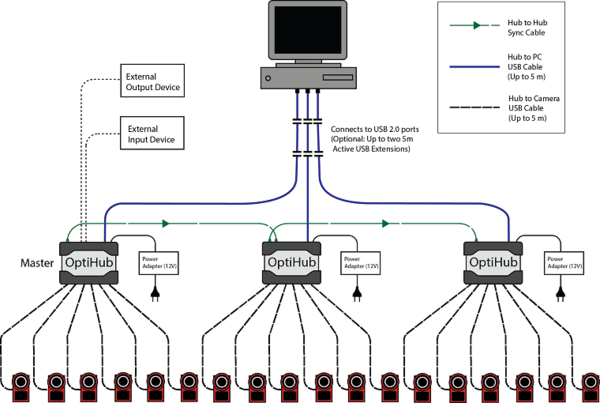 Hub to Hub
Sync Cable
Hub to PC
USB Cable
(Up to 5 m)
Hub to Camera
USB Cable
(Up to 5 m)
External
Output Device
External
Input Device
Connects to USB 2.0 ports
(Optional: Up to two 5m
Active USB Extensions)
Master
OptiHub
Power
Adapter (12V)
OptiHub
Power
Adapter (12V)
OptiHub
Power
Adapter (12V)